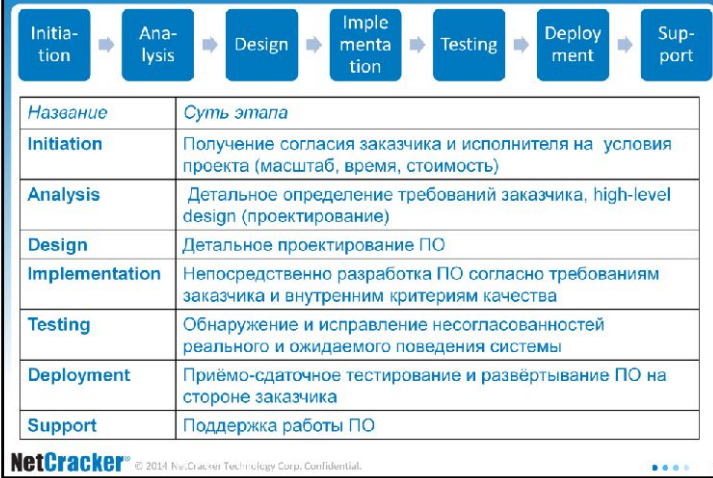 Initia-
tion
Ana-
lysis
Design
Imple
menta
tion
Testing
Deploy
ment
Sup-
port
Название Суть этапа
Initiation Получение согласия заказчика и исполнителя на условия
проекта (масштаб, время, стоимость)
Analysis Детальное определение требований заказчика, high-level
design (проектирование)
Design Детальное проектирование ПО
Implementation Непосредственно разработка ПО согласно требованиям
заказчика и внутренним критериям качества
Testing Обнаружение и исправление несогласованностей
реального и ожидаемого поведения системы
Deployment Приёмо-сдаточное тестирование и развёртывание ПО на
стороне заказчика
Support Поддержка работы ПО
NetCracker® © 2014 NetCracker Technology Corp. Confidential.